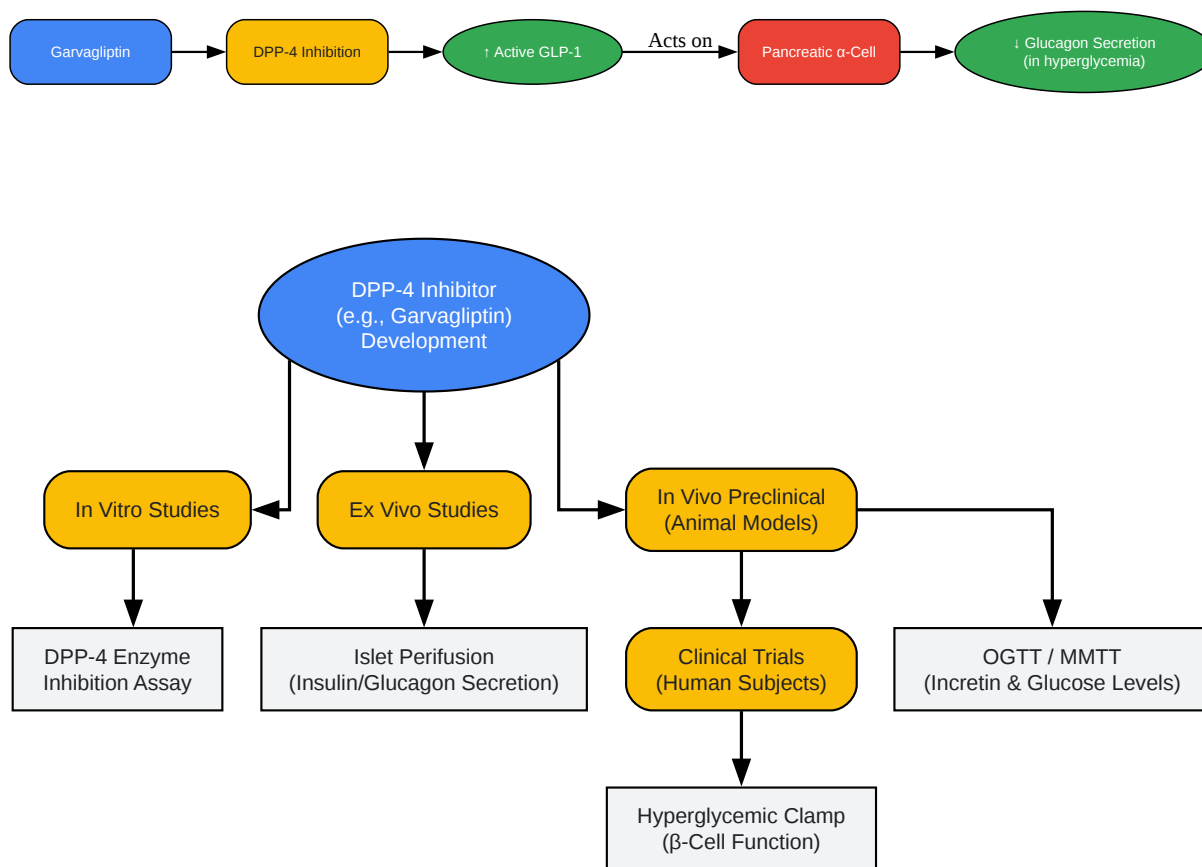 Garvagliptin
DPP-4 Inhibition
↑ Active GLP-1
Acts on
Pancreatic α-Cell
↓ Glucagon Secretion
(in hyperglycemia)
DPP-4 Inhibitor
(e.g., Garvagliptin)
Development
In Vitro Studies
Ex Vivo Studies
In Vivo Preclinical
(Animal Models)
DPP-4 Enzyme
Inhibition Assay
Islet Perifusion
(Insulin/Glucagon Secretion)
Clinical Trials
(Human Subjects)
OGTT / MMTT
(Incretin & Glucose Levels)
Hyperglycemic Clamp
(β-Cell Function)